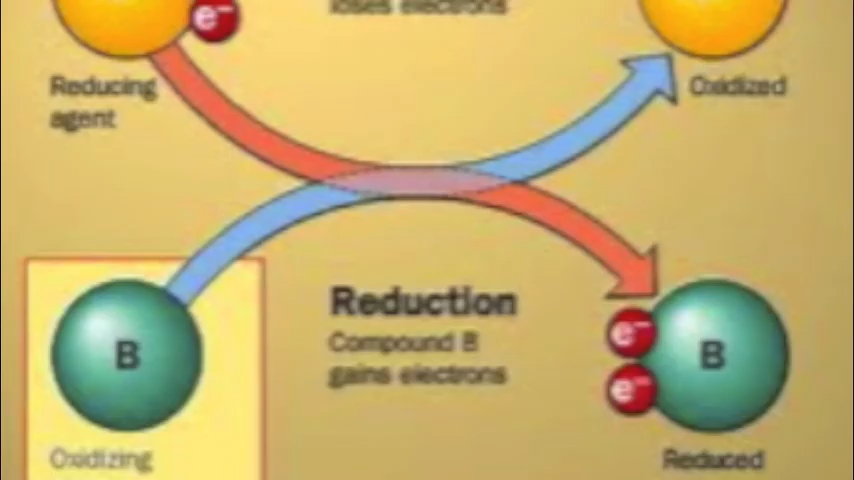 loses electrons
e⁻
Reducing
agent
Oxidized
Reduction
Compound B
gains electrons
B
e⁻
e⁻
B
Oxidizing
Reduced